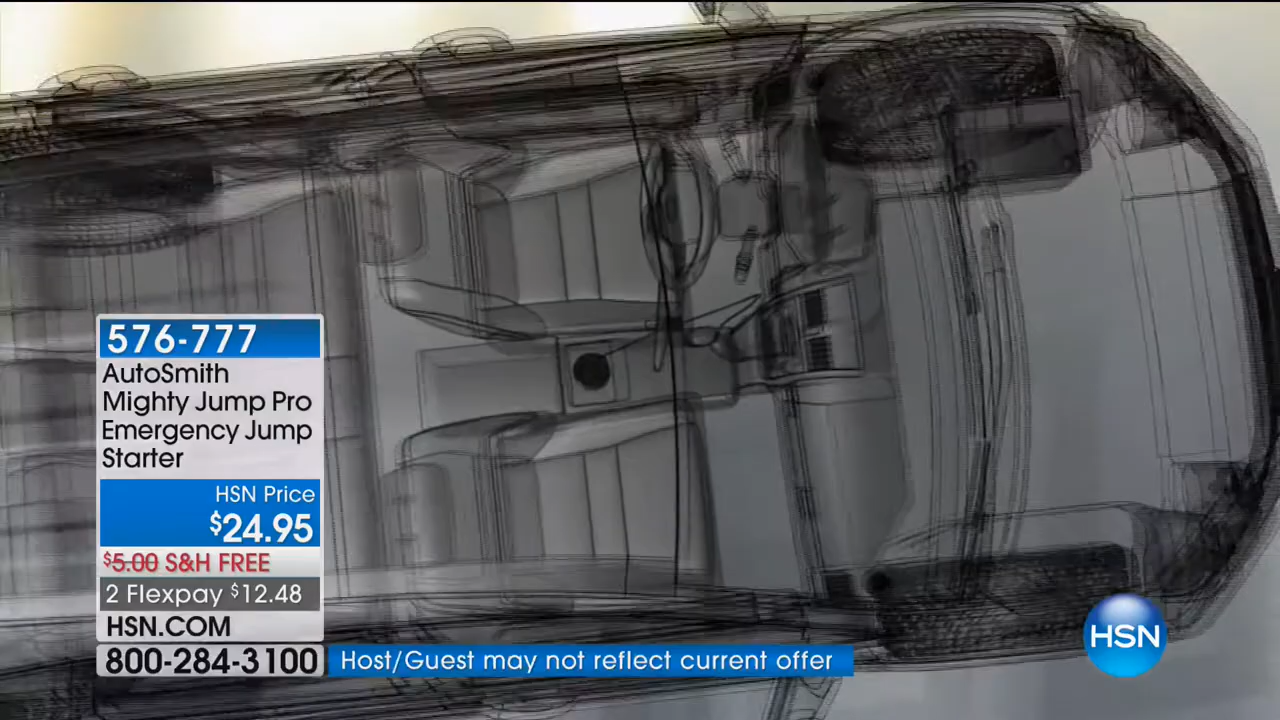 576-777
AutoSmith
Mighty Jump Pro
Emergency Jump
Starter
HSN Price
$24.95
$5.00 S&H FREE
2 Flexpay $12.48
HSN.COM
800-284-3100
Host/Guest may not reflect current offer
HSN